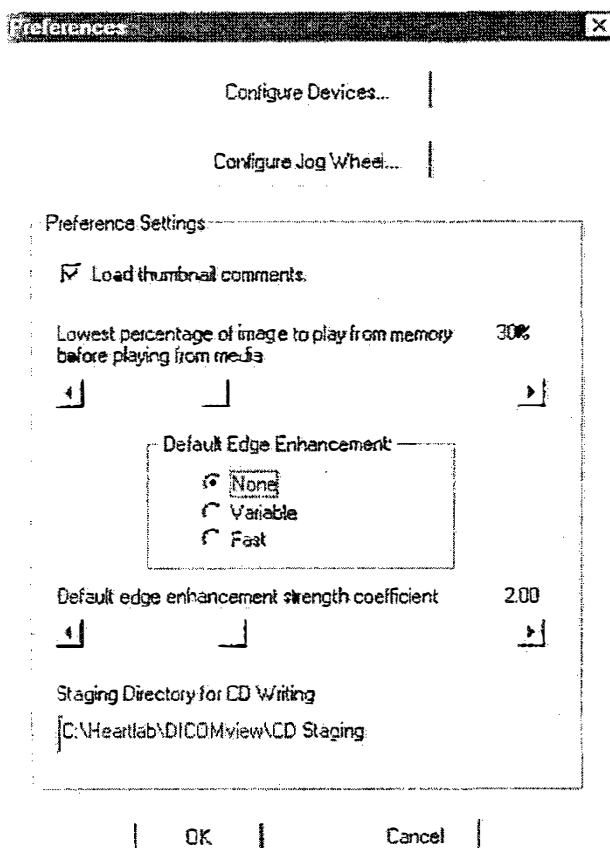 Preferences
Configure Devices...
Configure Jog Wheel...
Preference Settings
Load thumbnail comments.
Lowest percentage of image to play from memory 30%
before playing from media
Default Edge Enhancement
None
Variable
Fast
Default edge enhancement strength coefficient 2.00
Staging Directory for CD Writing
C:\Heartlab\DICOMview\CD Staging
OK Cancel